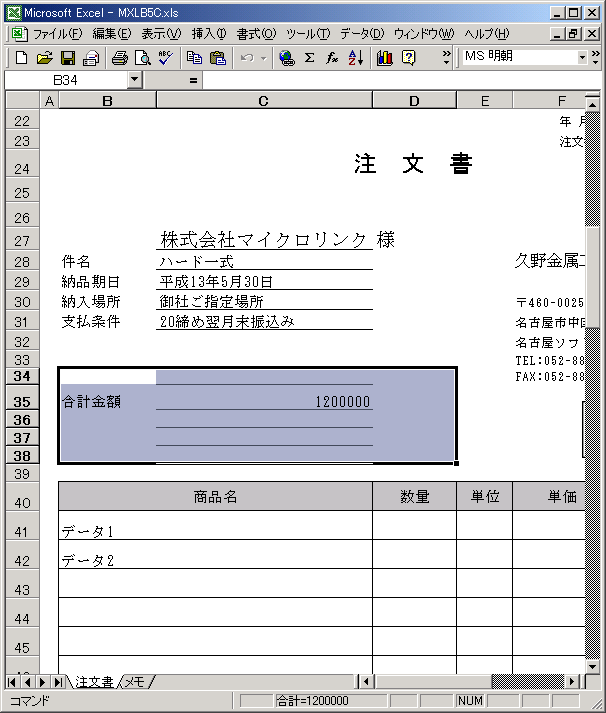 Microsoft Excel - MXLB5C.xls
ファイル(F) 編集(E) 表示(V) 挿入(I) 書式(O) ツール(T) データ(D) ウィンドウ(W) ヘルプ(H)
MS 明朝
B34 =
A B C D E F
22 年 月
23 注文
24 注 文 書
25
26
27 株式会社マイクロリンク 様
28 件名 ハード一式 久野金属工
29 納品期日 平成13年5月30日
30 納入場所 御社ご指定場所 〒460-0025
31 支払条件 20締め翌月末振込み 名古屋市中区
32 名古屋ソフ
33 TEL:052-88
34 FAX:052-88
35 合計金額 1200000
36
37
38
39
40 商品名 数量 単位 単価
41 データ1
42 データ2
43
44
45
注文書 メモ
コマンド 合計=1200000 NUM